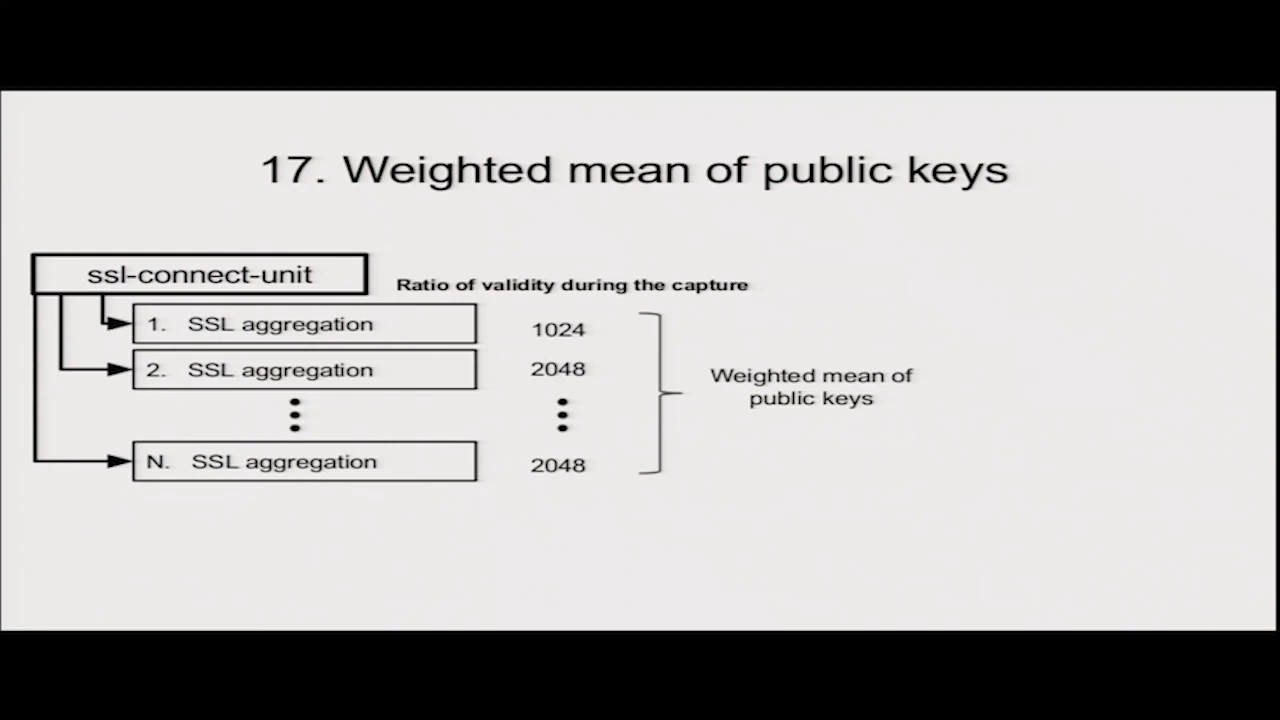 17. Weighted mean of public keys
ssl-connect-unit
Ratio of validity during the capture
1. SSL aggregation 1024
2. SSL aggregation 2048
N. SSL aggregation 2048
Weighted mean of
public keys